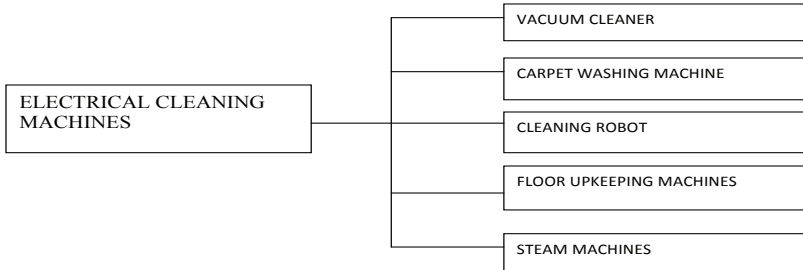 VACUUM CLEANER
CARPET WASHING MACHINE
ELECTRICAL CLEANING
MACHINES
CLEANING ROBOT
FLOOR UPKEEPING MACHINES
STEAM MACHINES